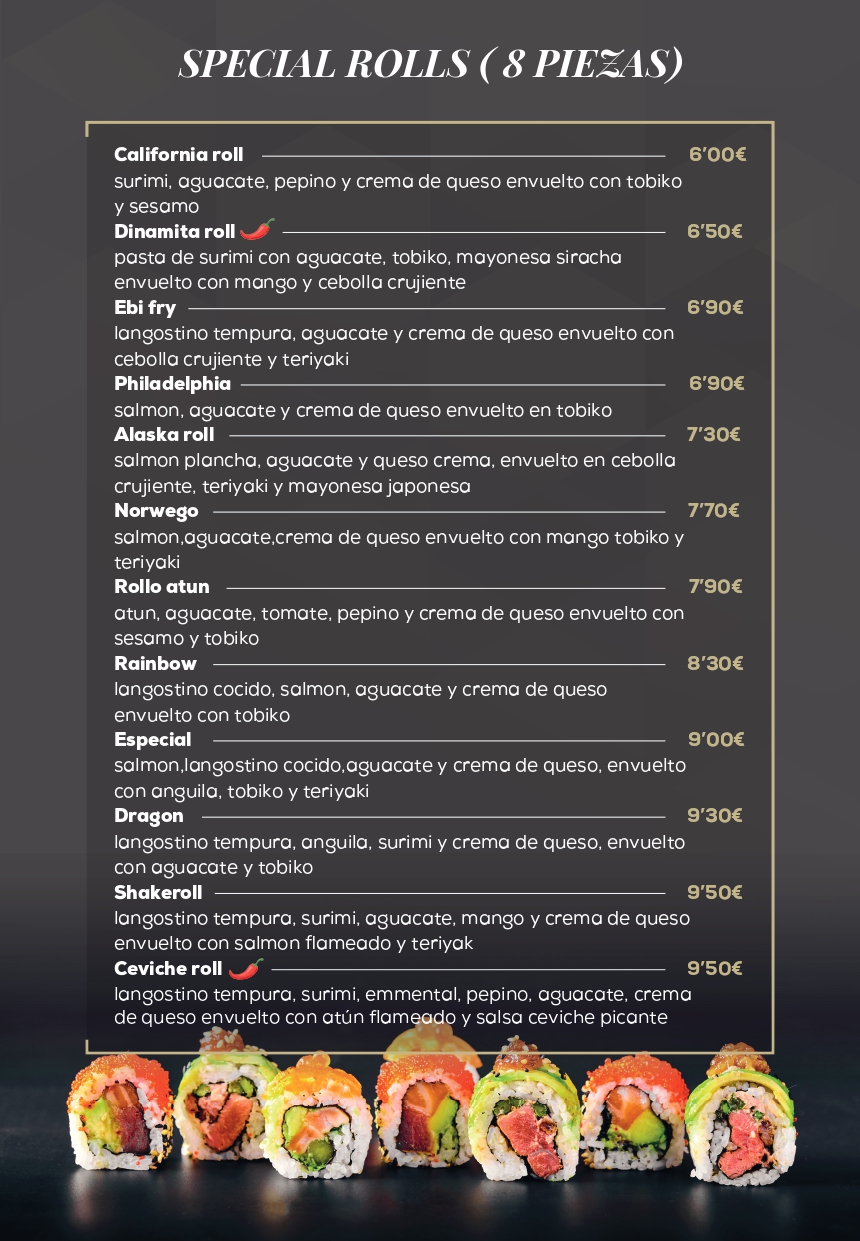 SPECIAL ROLLS ( 8 PIEZAS)
California roll 6'00€
surimi, aguacate, pepino y crema de queso envuelto con tobiko
y sesamo
Dinamita roll 6'50€
pasta de surimi con aguacate, tobiko, mayonesa siracha
envuelto con mango y cebolla crujiente
Ebi fry 6'90€
langostino tempura, aguacate y crema de queso envuelto con
cebolla crujiente y teriyaki
Philadelphia 6'90€
salmon, aguacate y crema de queso envuelto en tobiko
Alaska roll 7'30€
salmon plancha, aguacate y queso crema, envuelto en cebolla
crujiente, teriyaki y mayonesa japonesa
Norwego 7'70€
salmon,aguacate,crema de queso envuelto con mango tobiko y
teriyaki
Rollo atun 7'90€
atun, aguacate, tomate, pepino y crema de queso envuelto con
sesamo y tobiko
Rainbow 8'30€
langostino cocido, salmon, aguacate y crema de queso
envuelto con tobiko
Especial 9'00€
salmon,langostino cocido,aguacate y crema de queso, envuelto
con anguila, tobiko y teriyaki
Dragon 9'30€
langostino tempura, anguila, surimi y crema de queso, envuelto
con aguacate y tobiko
Shakeroll 9'50€
langostino tempura, surimi, aguacate, mango y crema de queso
envuelto con salmon flameado y teriyak
Ceviche roll 9'50€
langostino tempura, surimi, emmental, pepino, aguacate, crema
de queso envuelto con atún flameado y salsa ceviche picante